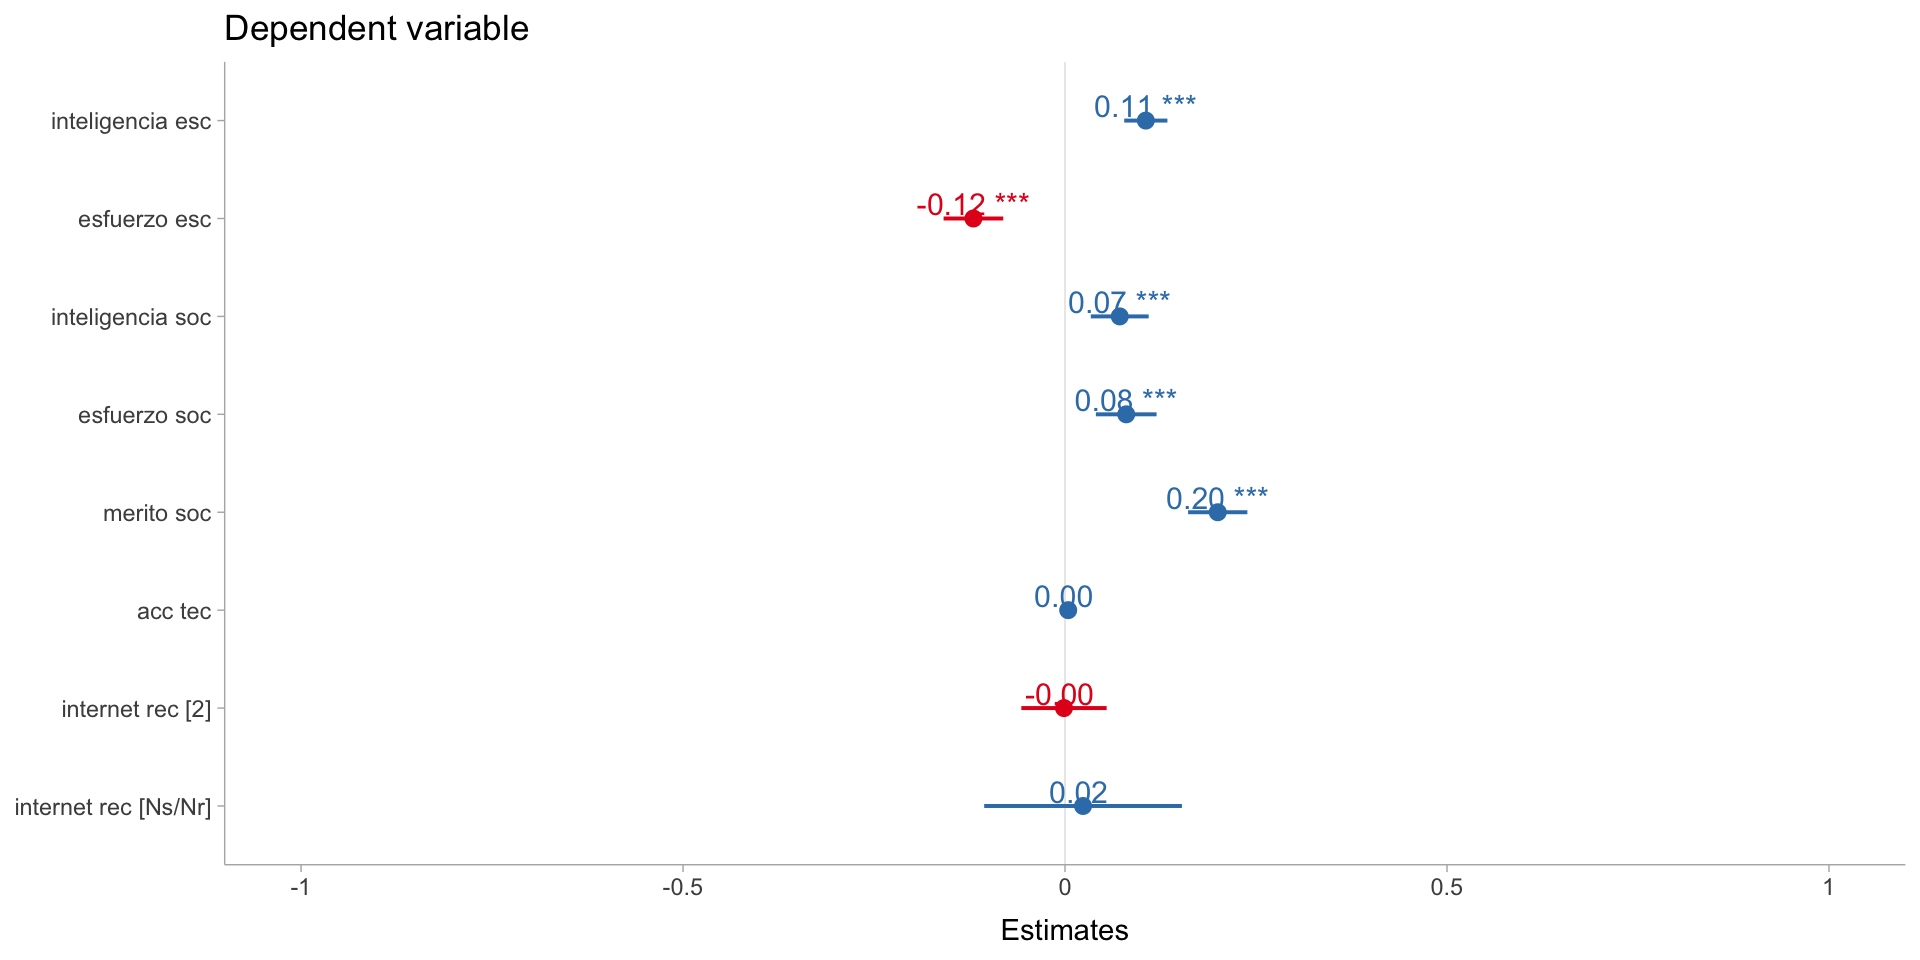 Dependent variable
inteligencia esc
0.11 ***
esfuerzo esc
-0.12 ***
inteligencia soc
0.07 ***
esfuerzo soc
0.08 ***
merito soc
0.20 ***
acc tec
0.00
internet rec [2]
-0.00
internet rec [Ns/Nr]
0.02
-1 -0.5 0 0.5 1
Estimates